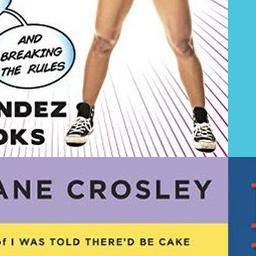 AND
BREAKING
THE RULES
NDEZ
OKS
ANE CROSLEY
of I WAS TOLD THERE'D BE CAKE